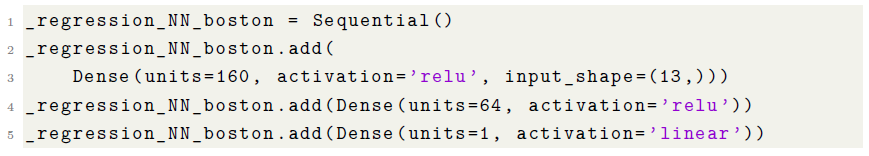 1 _regression_NN_boston = Sequential()
2 _regression_NN_boston.add(
3     Dense(units=160, activation='relu', input_shape=(13,)))
4 _regression_NN_boston.add(Dense(units=64, activation='relu'))
5 _regression_NN_boston.add(Dense(units=1, activation='linear'))